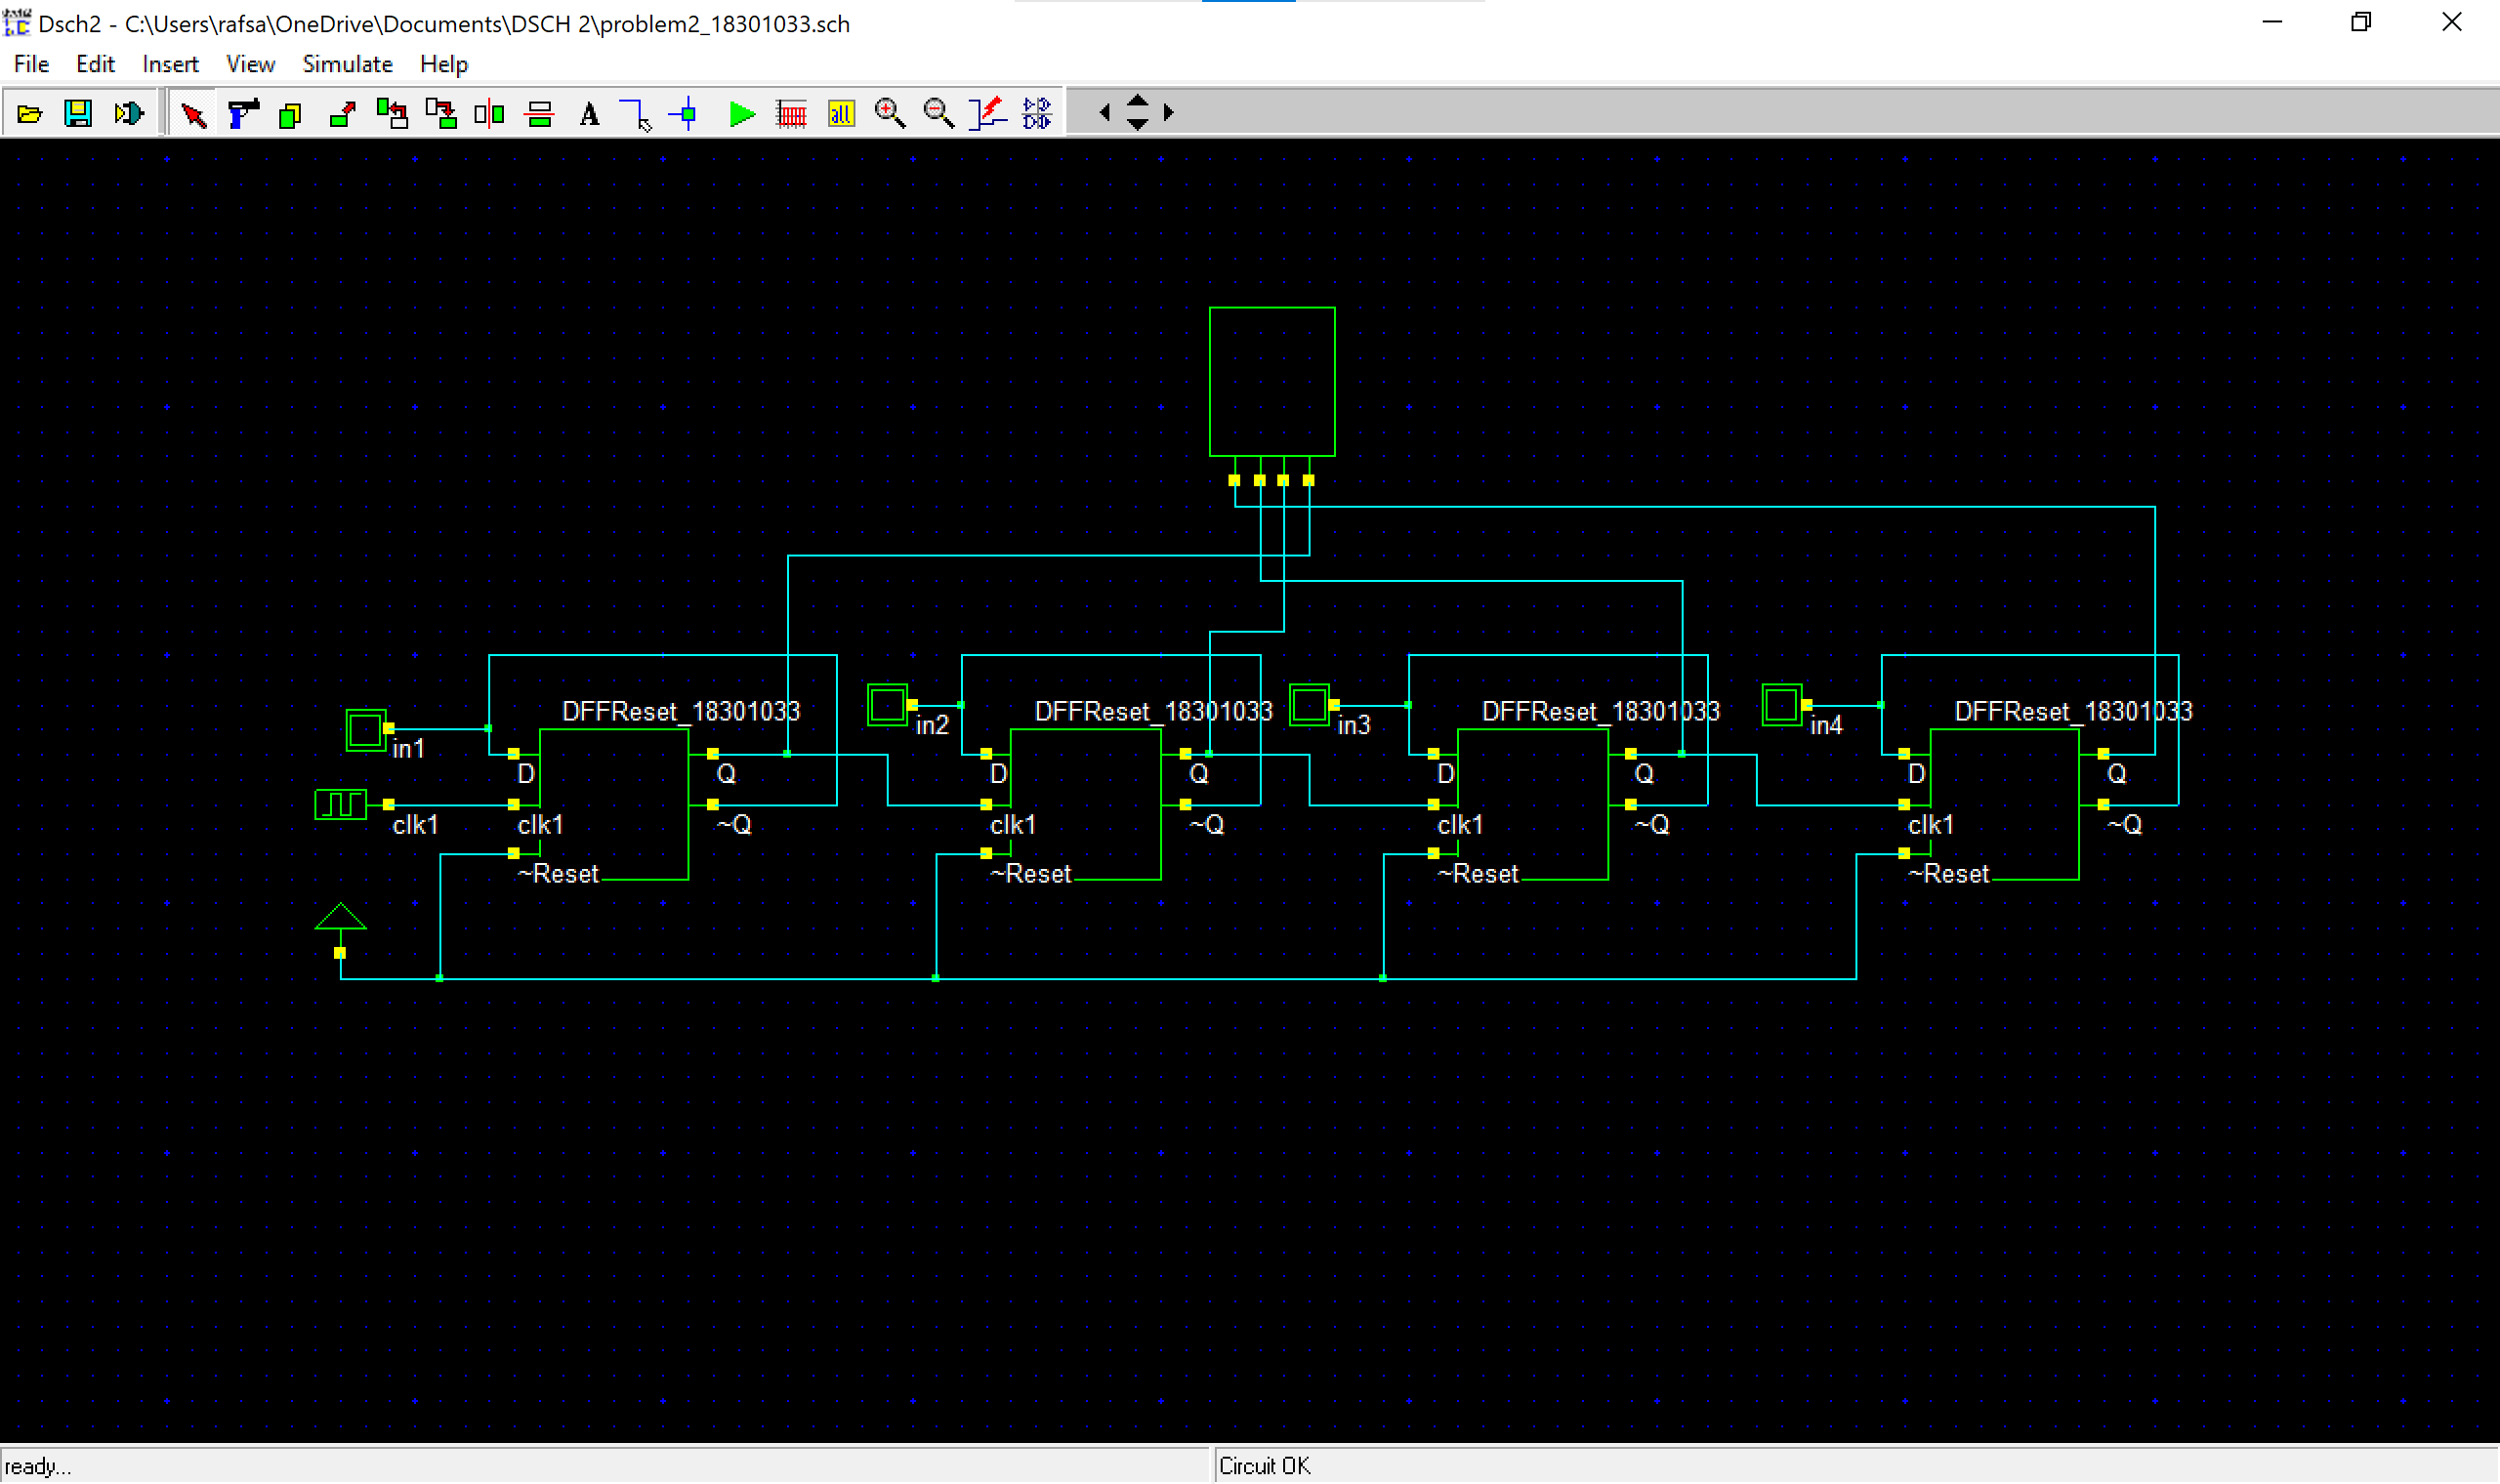 Dsch2 - C:\Users\rafsa\OneDrive\Documents\DSCH 2\problem2_18301033.sch
File Edit Insert View Simulate Help
A all
DFFReset_18301033 DFFReset_18301033 DFFReset_18301033 DFFReset_18301033
in1 in2 in3 in4
D Q D Q D Q D Q
clk1 clk1 ~Q clk1 ~Q clk1 ~Q clk1 ~Q
~Reset ~Reset ~Reset ~Reset
ready... Circuit OK